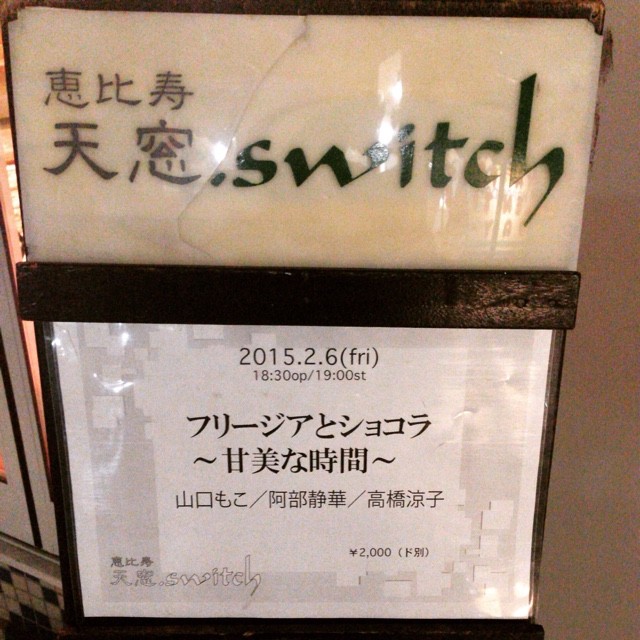 恵比寿
天窓.switch
2015.2.6(fri)
18:30op/19:00st
フリージアとショコラ
～甘美な時間～
山口もこ／阿部静華／高橋涼子
￥2,000（ド別）
恵比寿
天窓.switch